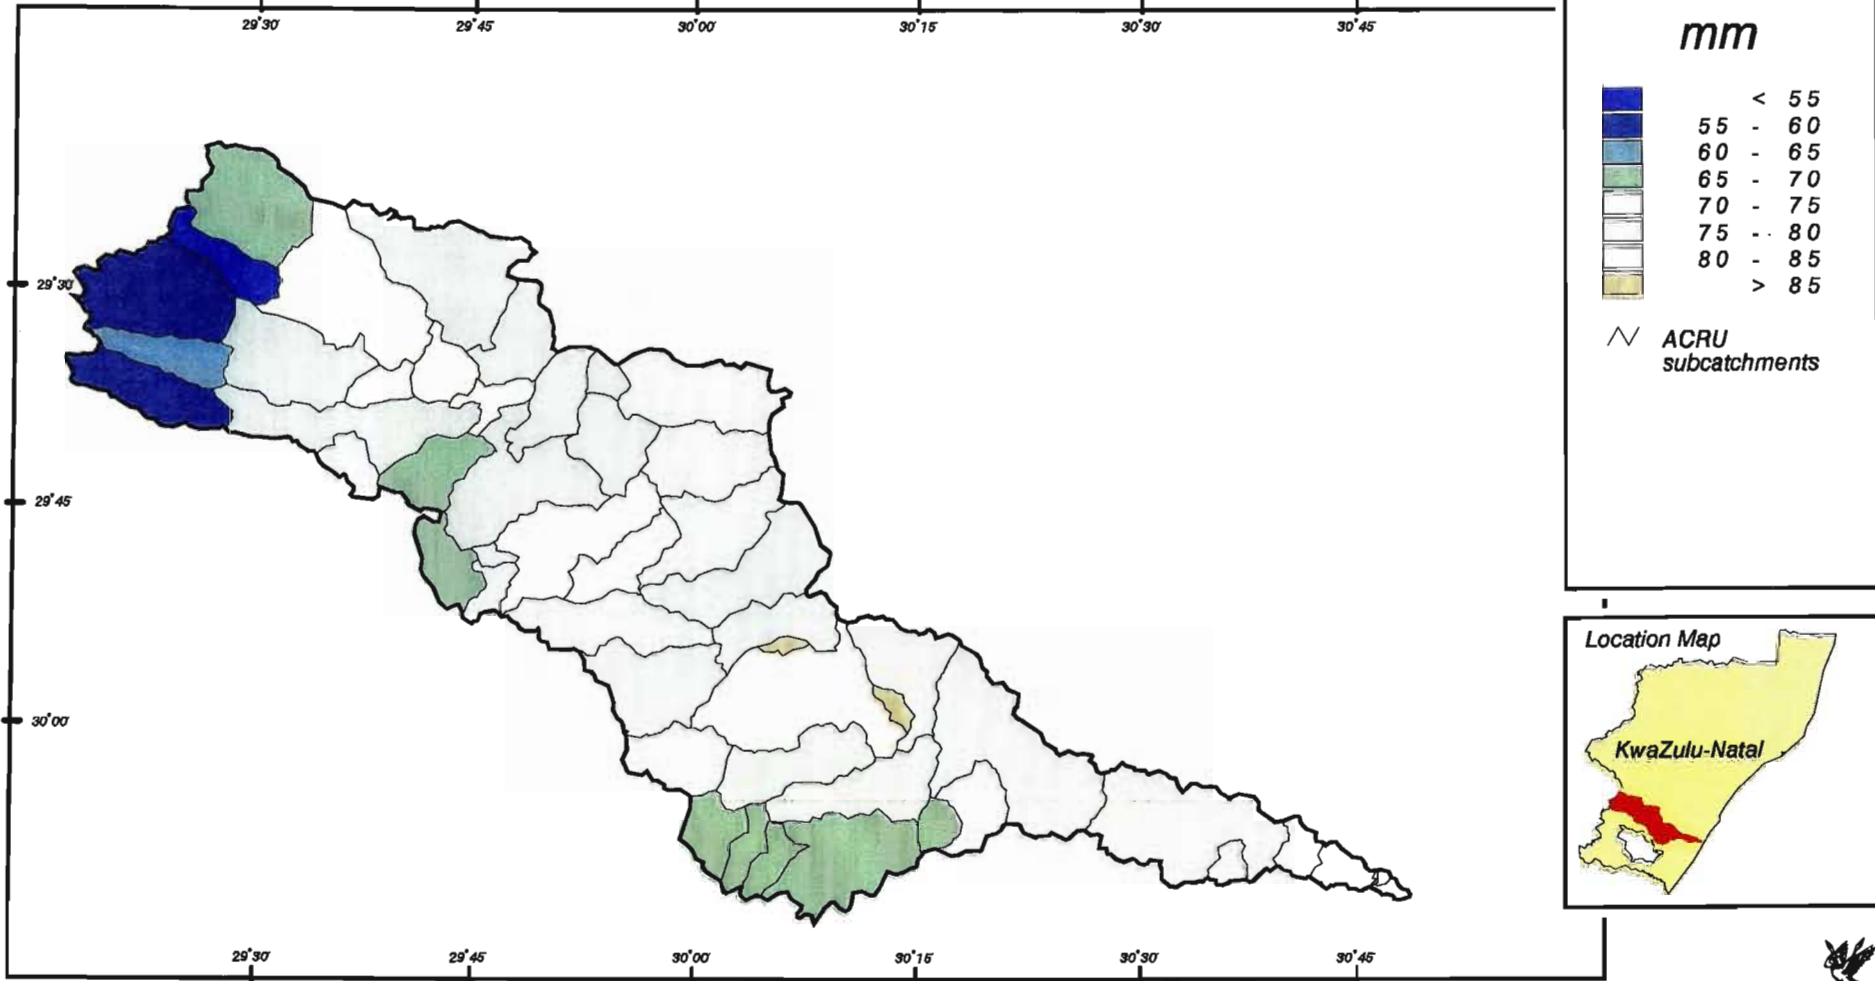 29°30' 29°45' 30°00' 30°15' 30°30' 30°45'
mm
< 55
55 - 60
60 - 65
65 - 70
70 - 75
75 - 80
80 - 85
> 85
ACRU
subcatchments
29°30'
29°45'
30°00'
Location Map
KwaZulu-Natal
29°30' 29°45' 30°00' 30°15' 30°30' 30°45'